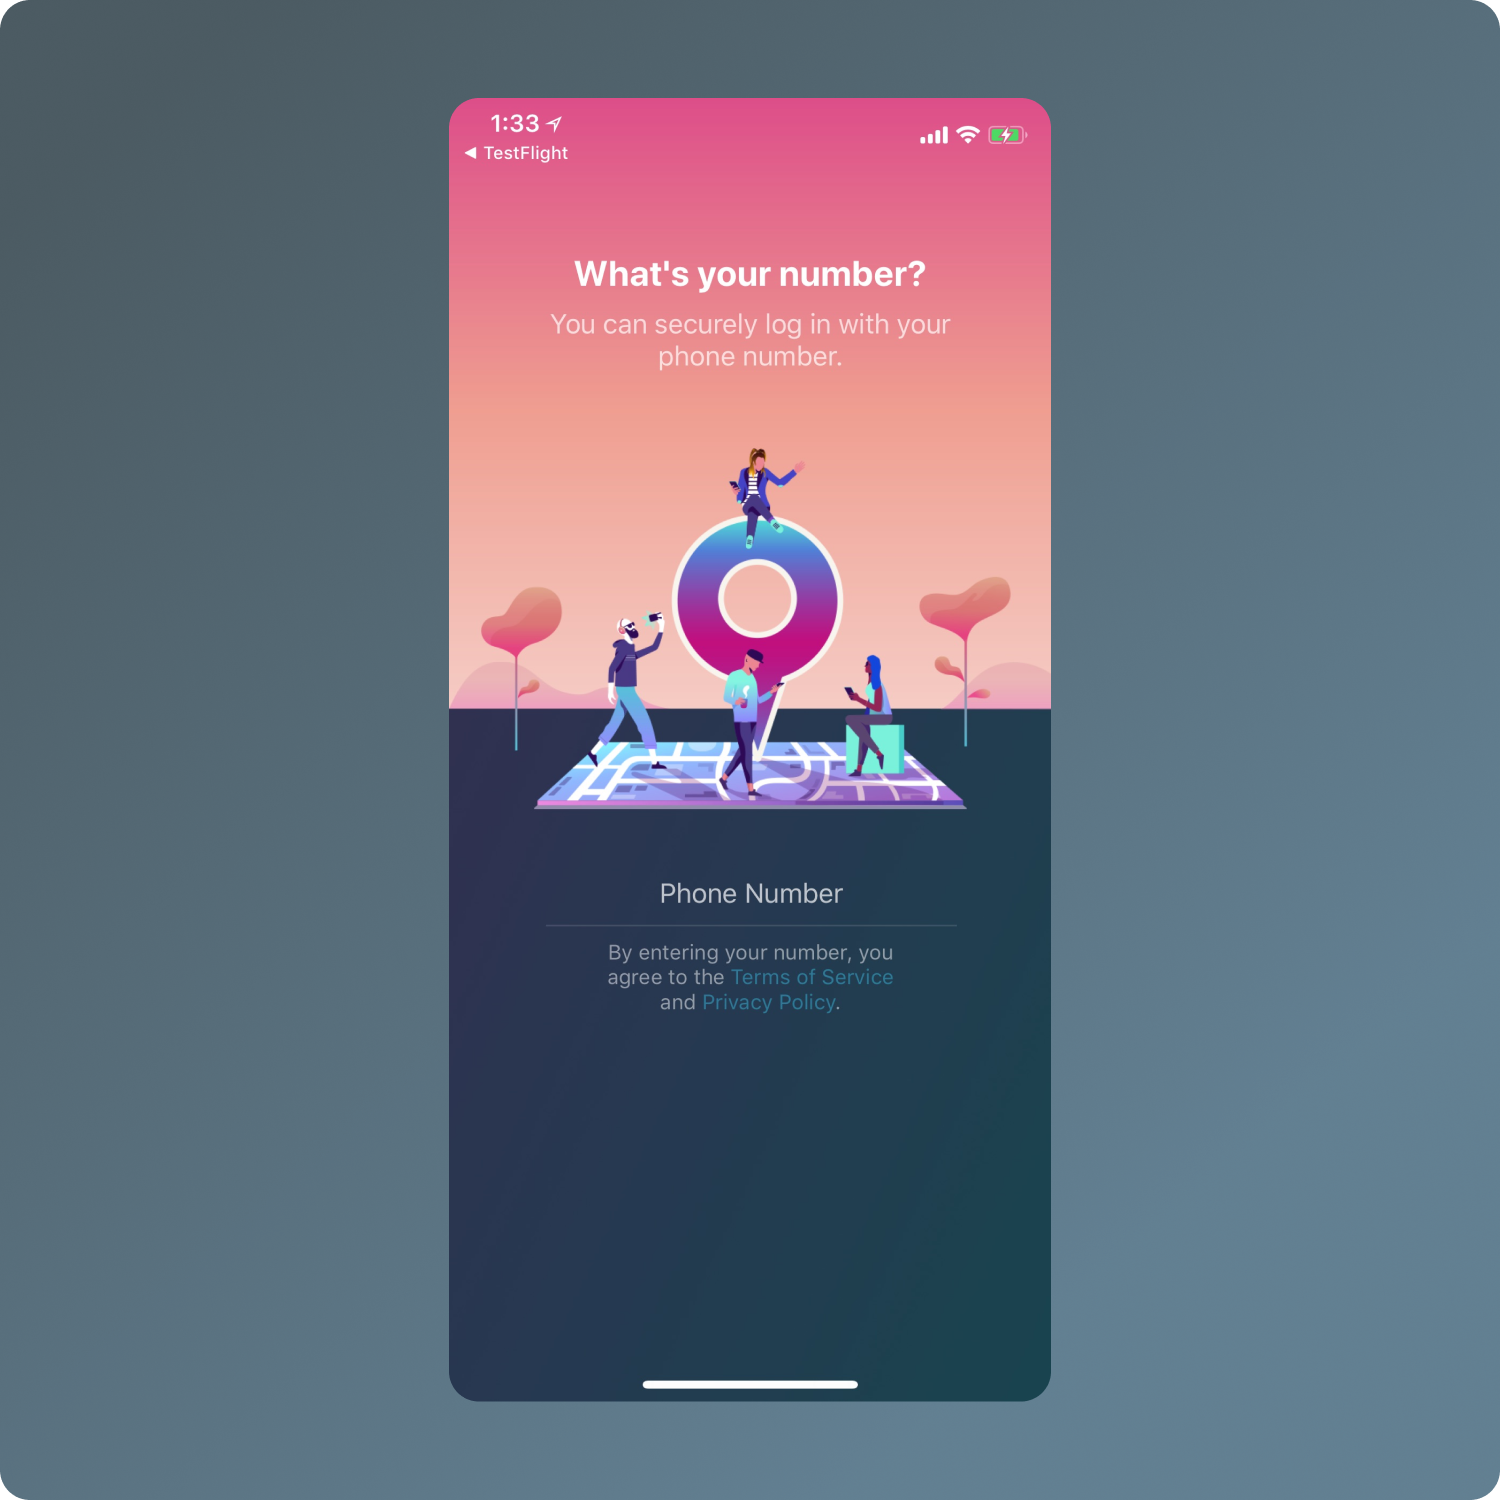 1:33
TestFlight
What's your number?
You can securely log in with your
phone number.
Phone Number
By entering your number, you
agree to the Terms of Service
and Privacy Policy.